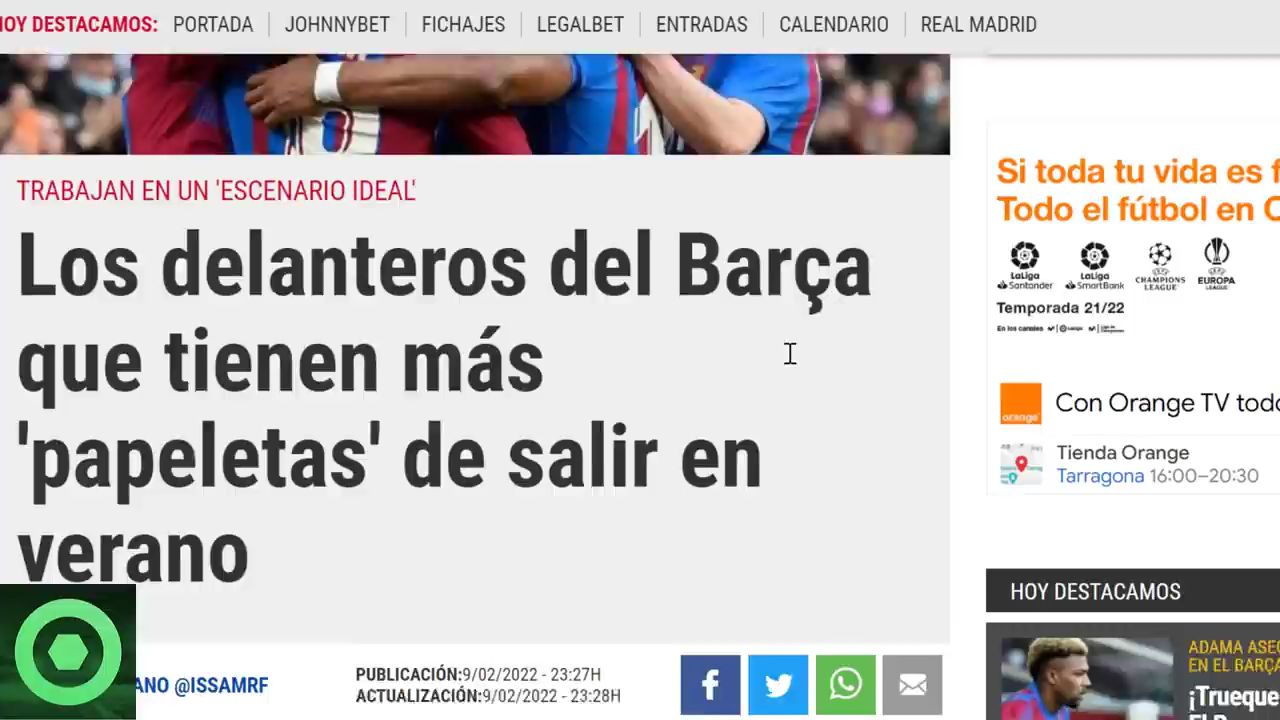 HOY DESTACAMOS: PORTADA JOHNNYBET FICHAJES LEGALBET ENTRADAS CALENDARIO REAL MADRID
TRABAJAN EN UN 'ESCENARIO IDEAL'
Los delanteros del Barça
que tienen más
'papeletas' de salir en
verano
ANO @ISSAMRF
PUBLICACIÓN:9/02/2022 - 23:27H
ACTUALIZACIÓN:9/02/2022 - 23:28H
Si toda tu vida es f
Todo el fútbol en O
LaLiga Santander LaLiga SmartBank CHAMPIONS LEAGUE EUROPA LEAGUE
Temporada 21/22
En los canales
orange
Con Orange TV todo
Tienda Orange
Tarragona 16:00–20:30
HOY DESTACAMOS
ADAMA ASEG
EN EL BARÇA
¡Trueque